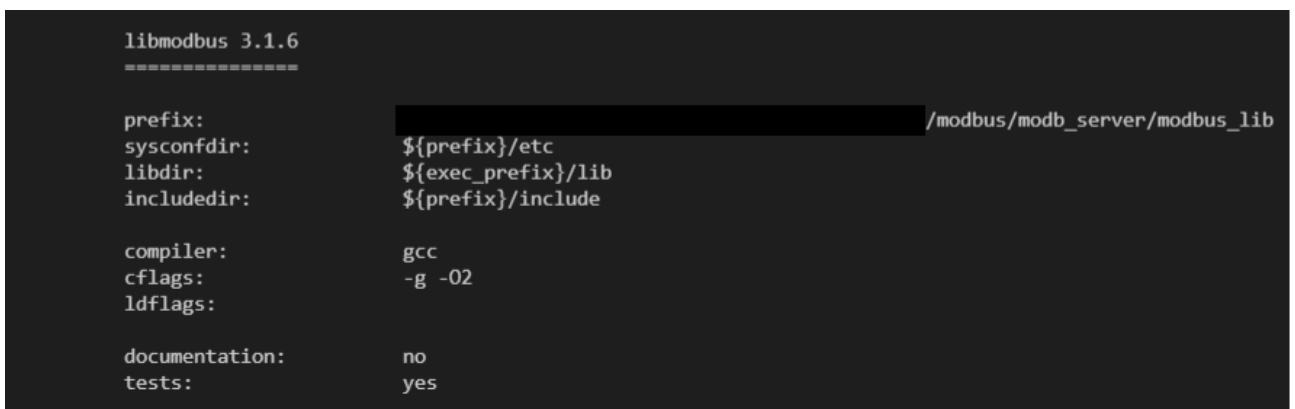 libmodbus 3.1.6
===============
prefix: /modbus/modb_server/modbus_lib
sysconfdir: ${prefix}/etc
libdir: ${exec_prefix}/lib
includedir: ${prefix}/include
compiler: gcc
cflags: -g -O2
ldflags:
documentation: no
tests: yes